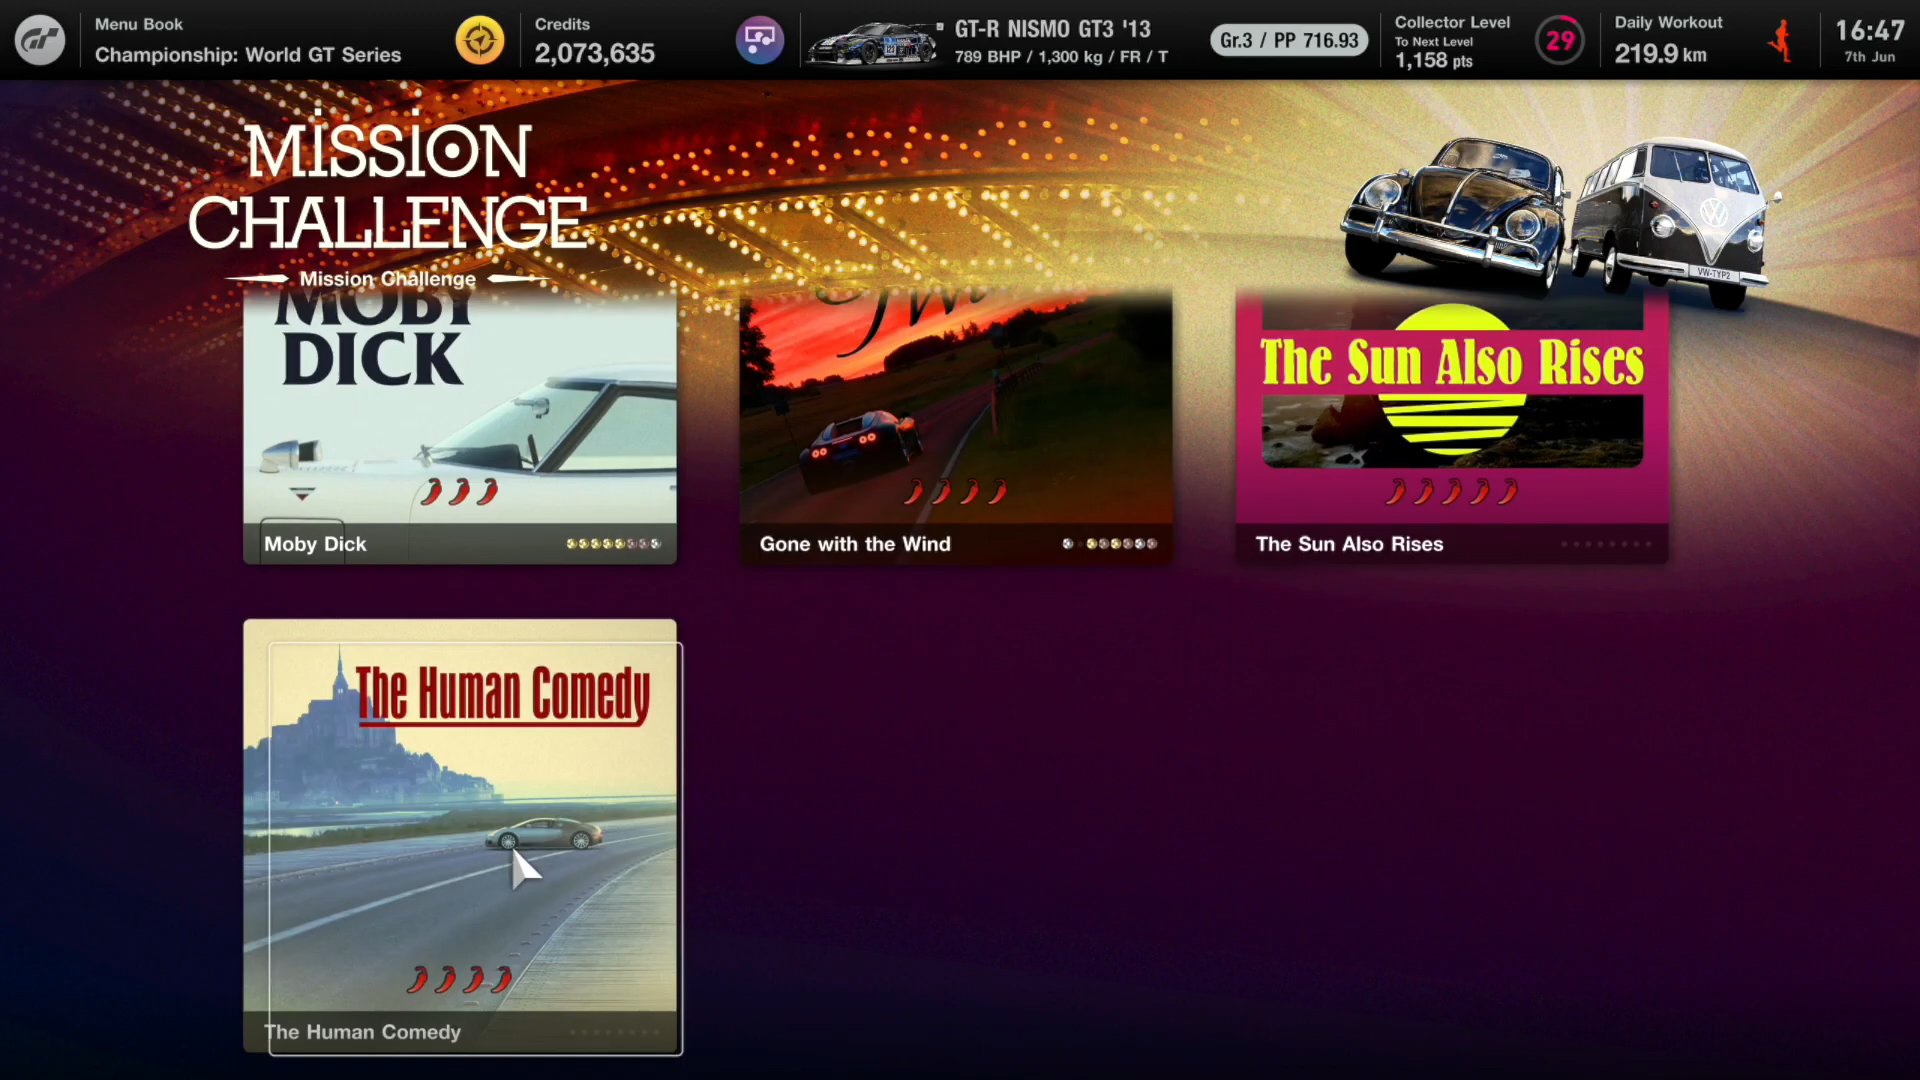 Menu Book
Championship: World GT Series
Credits
2,073,635
GT-R NISMO GT3 '13
789 BHP / 1,300 kg / FR / T
Gr.3 / PP 716.93
Collector Level
To Next Level
1,158 pts
29
Daily Workout
219.9 km
16:47
7th Jun
MISSION
CHALLENGE
Mission Challenge
VW-TYP2
MOBY
DICK
The Sun Also Rises
Moby Dick
Gone with the Wind
The Sun Also Rises
The Human Comedy
The Human Comedy